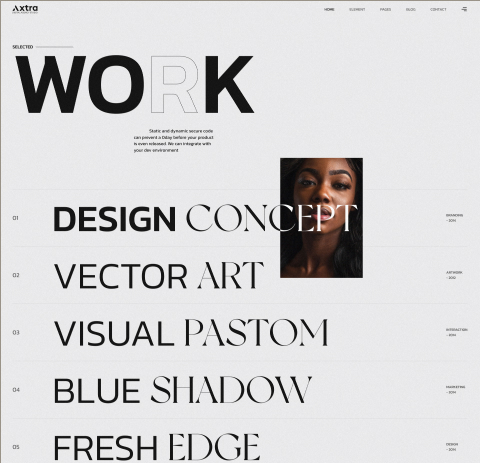 Axtra
HOME ELEMENT PAGES BLOG CONTACT
SELECTED
WORK
Static and dynamic secure code
can prevent a 0day before your product
is even released. We can integrate with
your dev environment
01 DESIGN CONCEPT BRANDING
- 2014
02 VECTOR ART ARTWORK
- 2012
03 VISUAL PASTOM INTERACTION
04 BLUE SHADOW MARKETING
- 2014
05 FRESH EDGE DESIGN